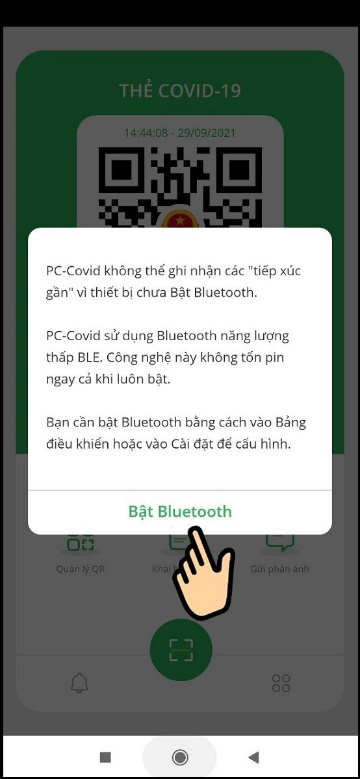 THẺ COVID-19
14:44:08 - 29/09/2021
PC-Covid không thể ghi nhận các "tiếp xúc
gần" vì thiết bị chưa Bật Bluetooth.
PC-Covid sử dụng Bluetooth năng lượng
thấp BLE. Công nghệ này không tốn pin
ngay cả khi luôn bật.
Bạn cần bật Bluetooth bằng cách vào Bảng
điều khiển hoặc vào Cài đặt để cấu hình.
Bật Bluetooth
Quản lý QR
Khai
Gửi phản ánh